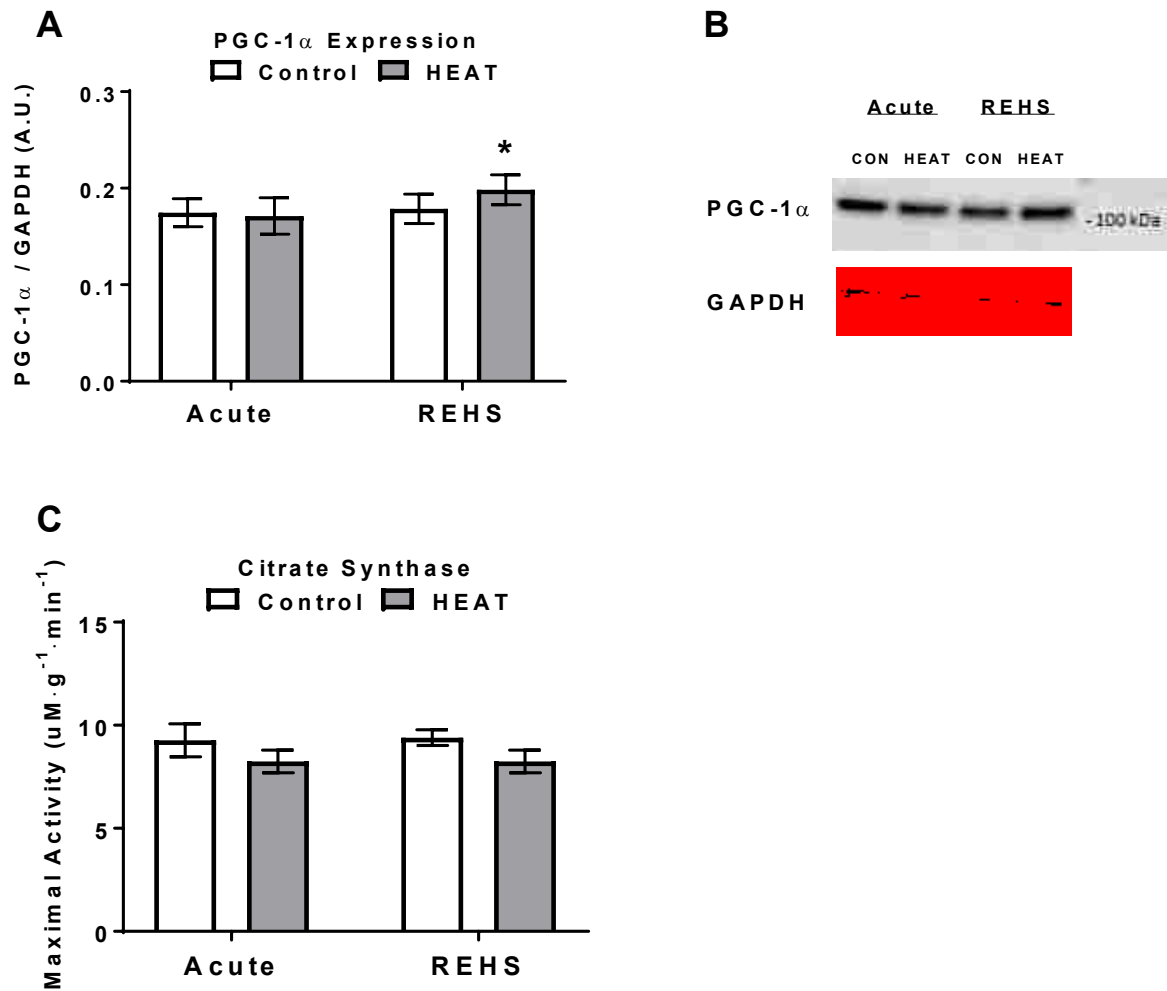 A
PGC-1α Expression
Control HEAT
PGC-1α / GAPDH (A.U.)
0.3
0.2
0.1
0.0
*
Acute REHS
B
Acute REHS
CON HEAT CON HEAT
PGC-1α
-100 kDa
GAPDH
C
Citrate Synthase
Control HEAT
Maximal Activity (uM·g⁻¹·min⁻¹)
15
10
5
0
Acute REHS